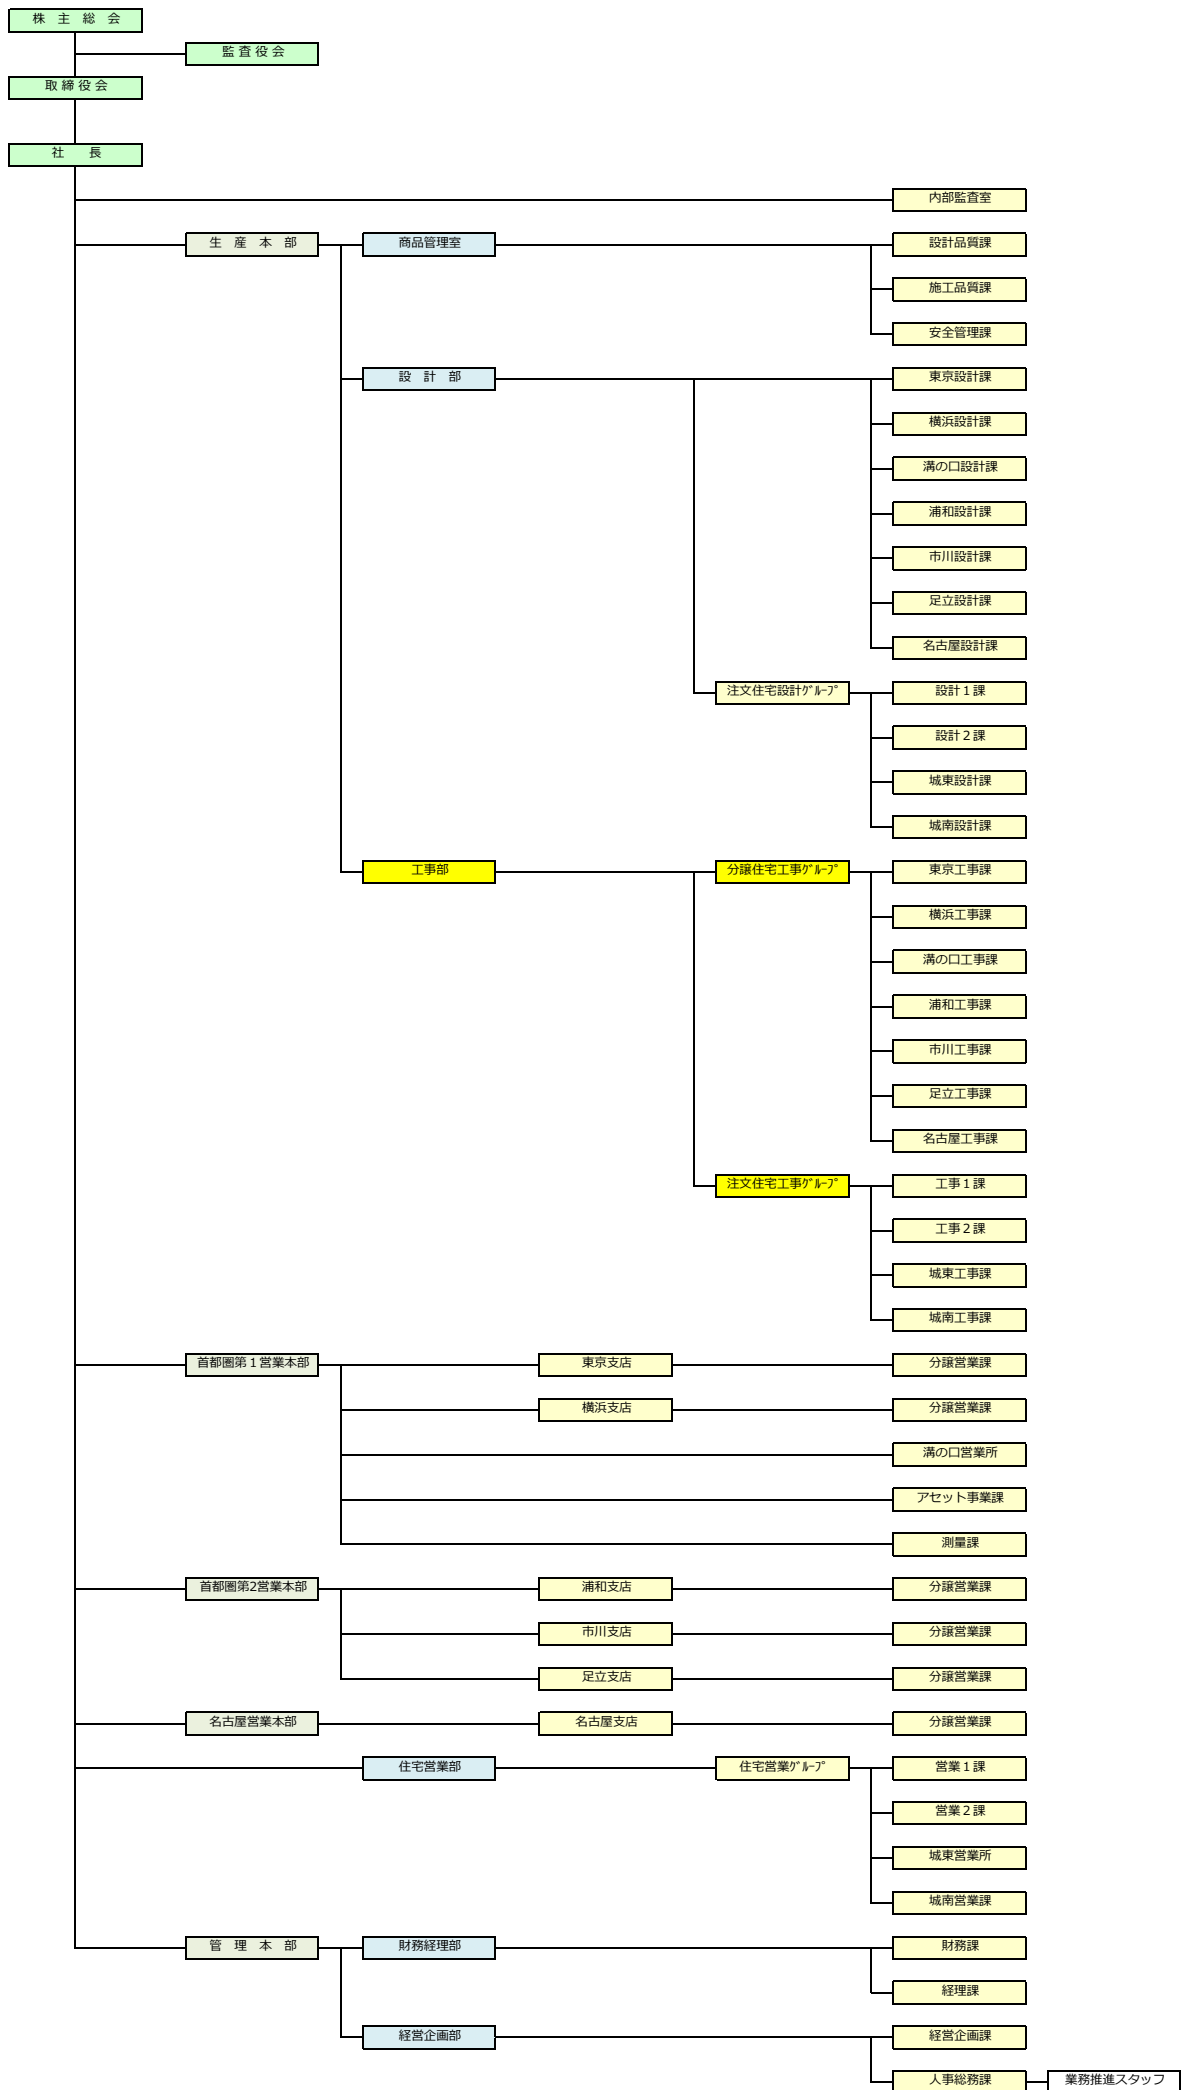 株　主　総　会
監 査 役 会
取 締 役 会
社　　長
内部監査室
生　産　本　部
商品管理室
設計品質課
施工品質課
安全管理課
設　計　部
東京設計課
横浜設計課
溝の口設計課
浦和設計課
市川設計課
足立設計課
名古屋設計課
注文住宅設計ｸﾞﾙｰﾌﾟ
設計１課
設計２課
城東設計課
城南設計課
工事部
分譲住宅工事ｸﾞﾙｰﾌﾟ
東京工事課
横浜工事課
溝の口工事課
浦和工事課
市川工事課
足立工事課
名古屋工事課
注文住宅工事ｸﾞﾙｰﾌﾟ
工事１課
工事２課
城東工事課
城南工事課
首都圏第１営業本部
東京支店
分譲営業課
横浜支店
分譲営業課
溝の口営業所
アセット事業課
測量課
首都圏第2営業本部
浦和支店
分譲営業課
市川支店
分譲営業課
足立支店
分譲営業課
名古屋営業本部
名古屋支店
分譲営業課
住宅営業部
住宅営業ｸﾞﾙｰﾌﾟ
営業１課
営業２課
城東営業所
城南営業課
管　理　本　部
財務経理部
財務課
経理課
経営企画部
経営企画課
人事総務課
業務推進スタッフ